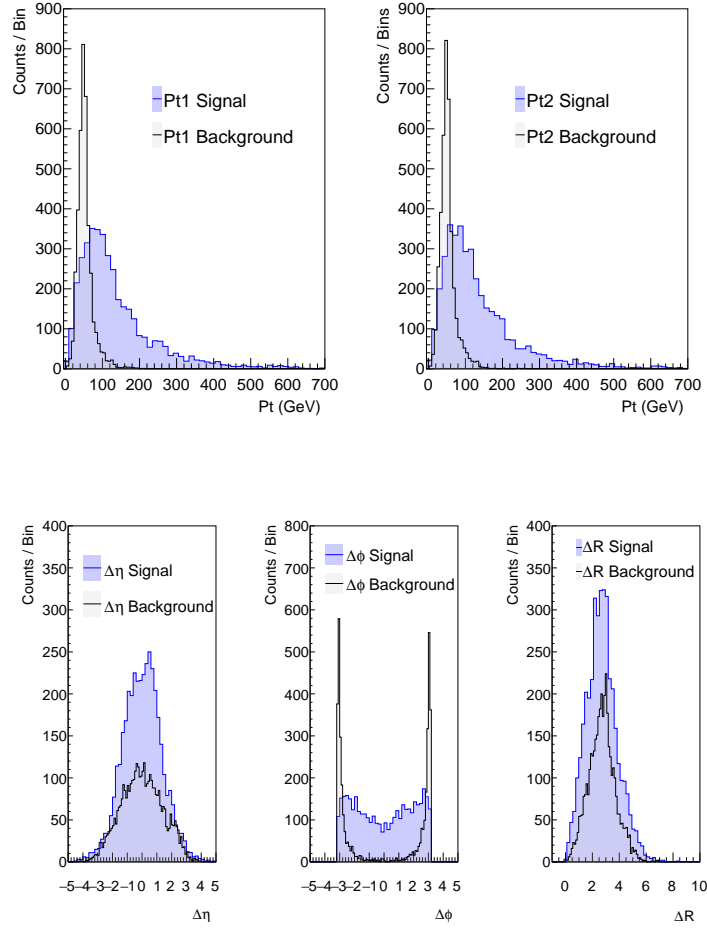 Counts / Bin
900
800
700
600
500
400
300
200
100
0
Pt1 Signal
Pt1 Background
0 100 200 300 400 500 600 700
Pt (GeV)
Counts / Bins
900
800
700
600
500
400
300
200
100
0
Pt2 Signal
Pt2 Background
0 100 200 300 400 500 600 700
Pt (GeV)
Counts / Bin
400
350
300
250
200
150
100
50
0
Δη Signal
Δη Background
−5 −4 −3 −2 −1 0 1 2 3 4 5
Δη
Counts / Bin
800
700
600
500
400
300
200
100
0
Δϕ Signal
Δϕ Background
−5 −4 −3 −2 −1 0 1 2 3 4 5
Δϕ
Counts / Bin
400
350
300
250
200
150
100
50
0
ΔR Signal
ΔR Background
0 2 4 6 8 10
ΔR